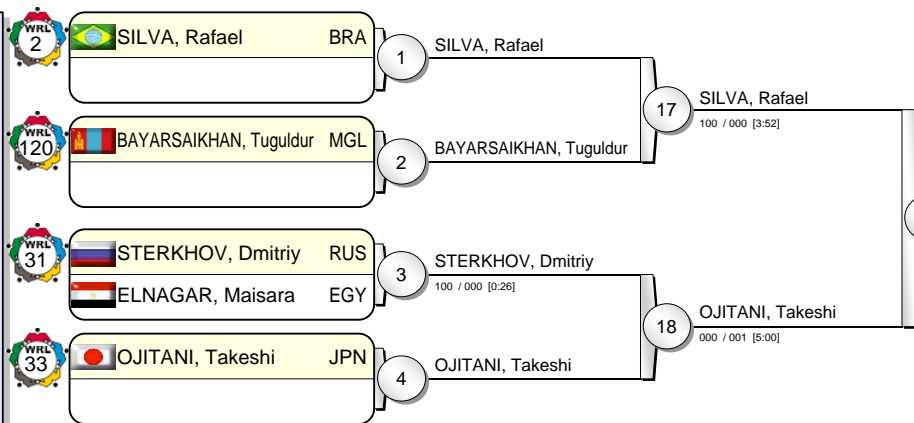 WRL
2
SILVA, Rafael BRA
1
SILVA, Rafael
17
SILVA, Rafael
100 / 000 [3:52]
WRL
120
BAYARSAIKHAN, Tuguldur MGL
2
BAYARSAIKHAN, Tuguldur
WRL
31
STERKHOV, Dmitriy RUS
ELNAGAR, Maisara EGY
3
STERKHOV, Dmitriy
100 / 000 [0:26]
18
OJITANI, Takeshi
000 / 001 [5:00]
WRL
33
OJITANI, Takeshi JPN
4
OJITANI, Takeshi